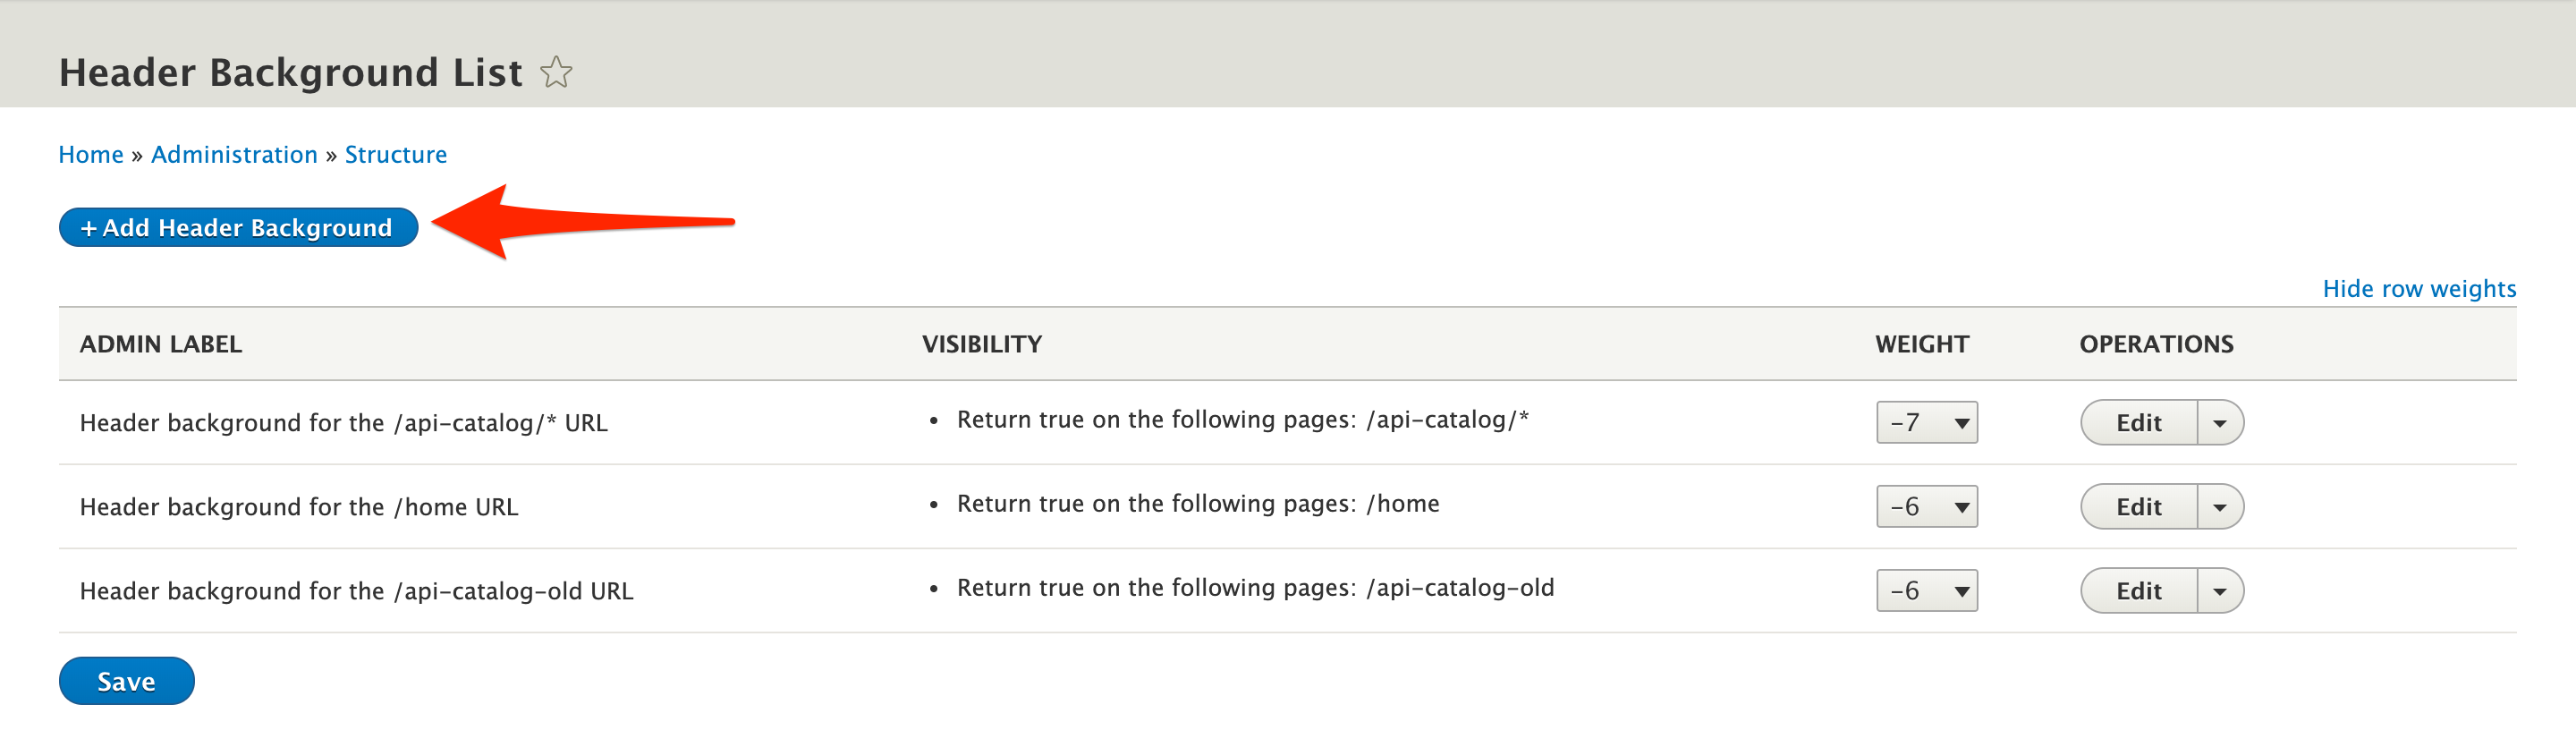 Header Background List
Home » Administration » Structure
+ Add Header Background
Hide row weights
ADMIN LABEL VISIBILITY WEIGHT OPERATIONS
Header background for the /api-catalog/* URL • Return true on the following pages: /api-catalog/* -7 Edit
Header background for the /home URL • Return true on the following pages: /home -6 Edit
Header background for the /api-catalog-old URL • Return true on the following pages: /api-catalog-old -6 Edit
Save